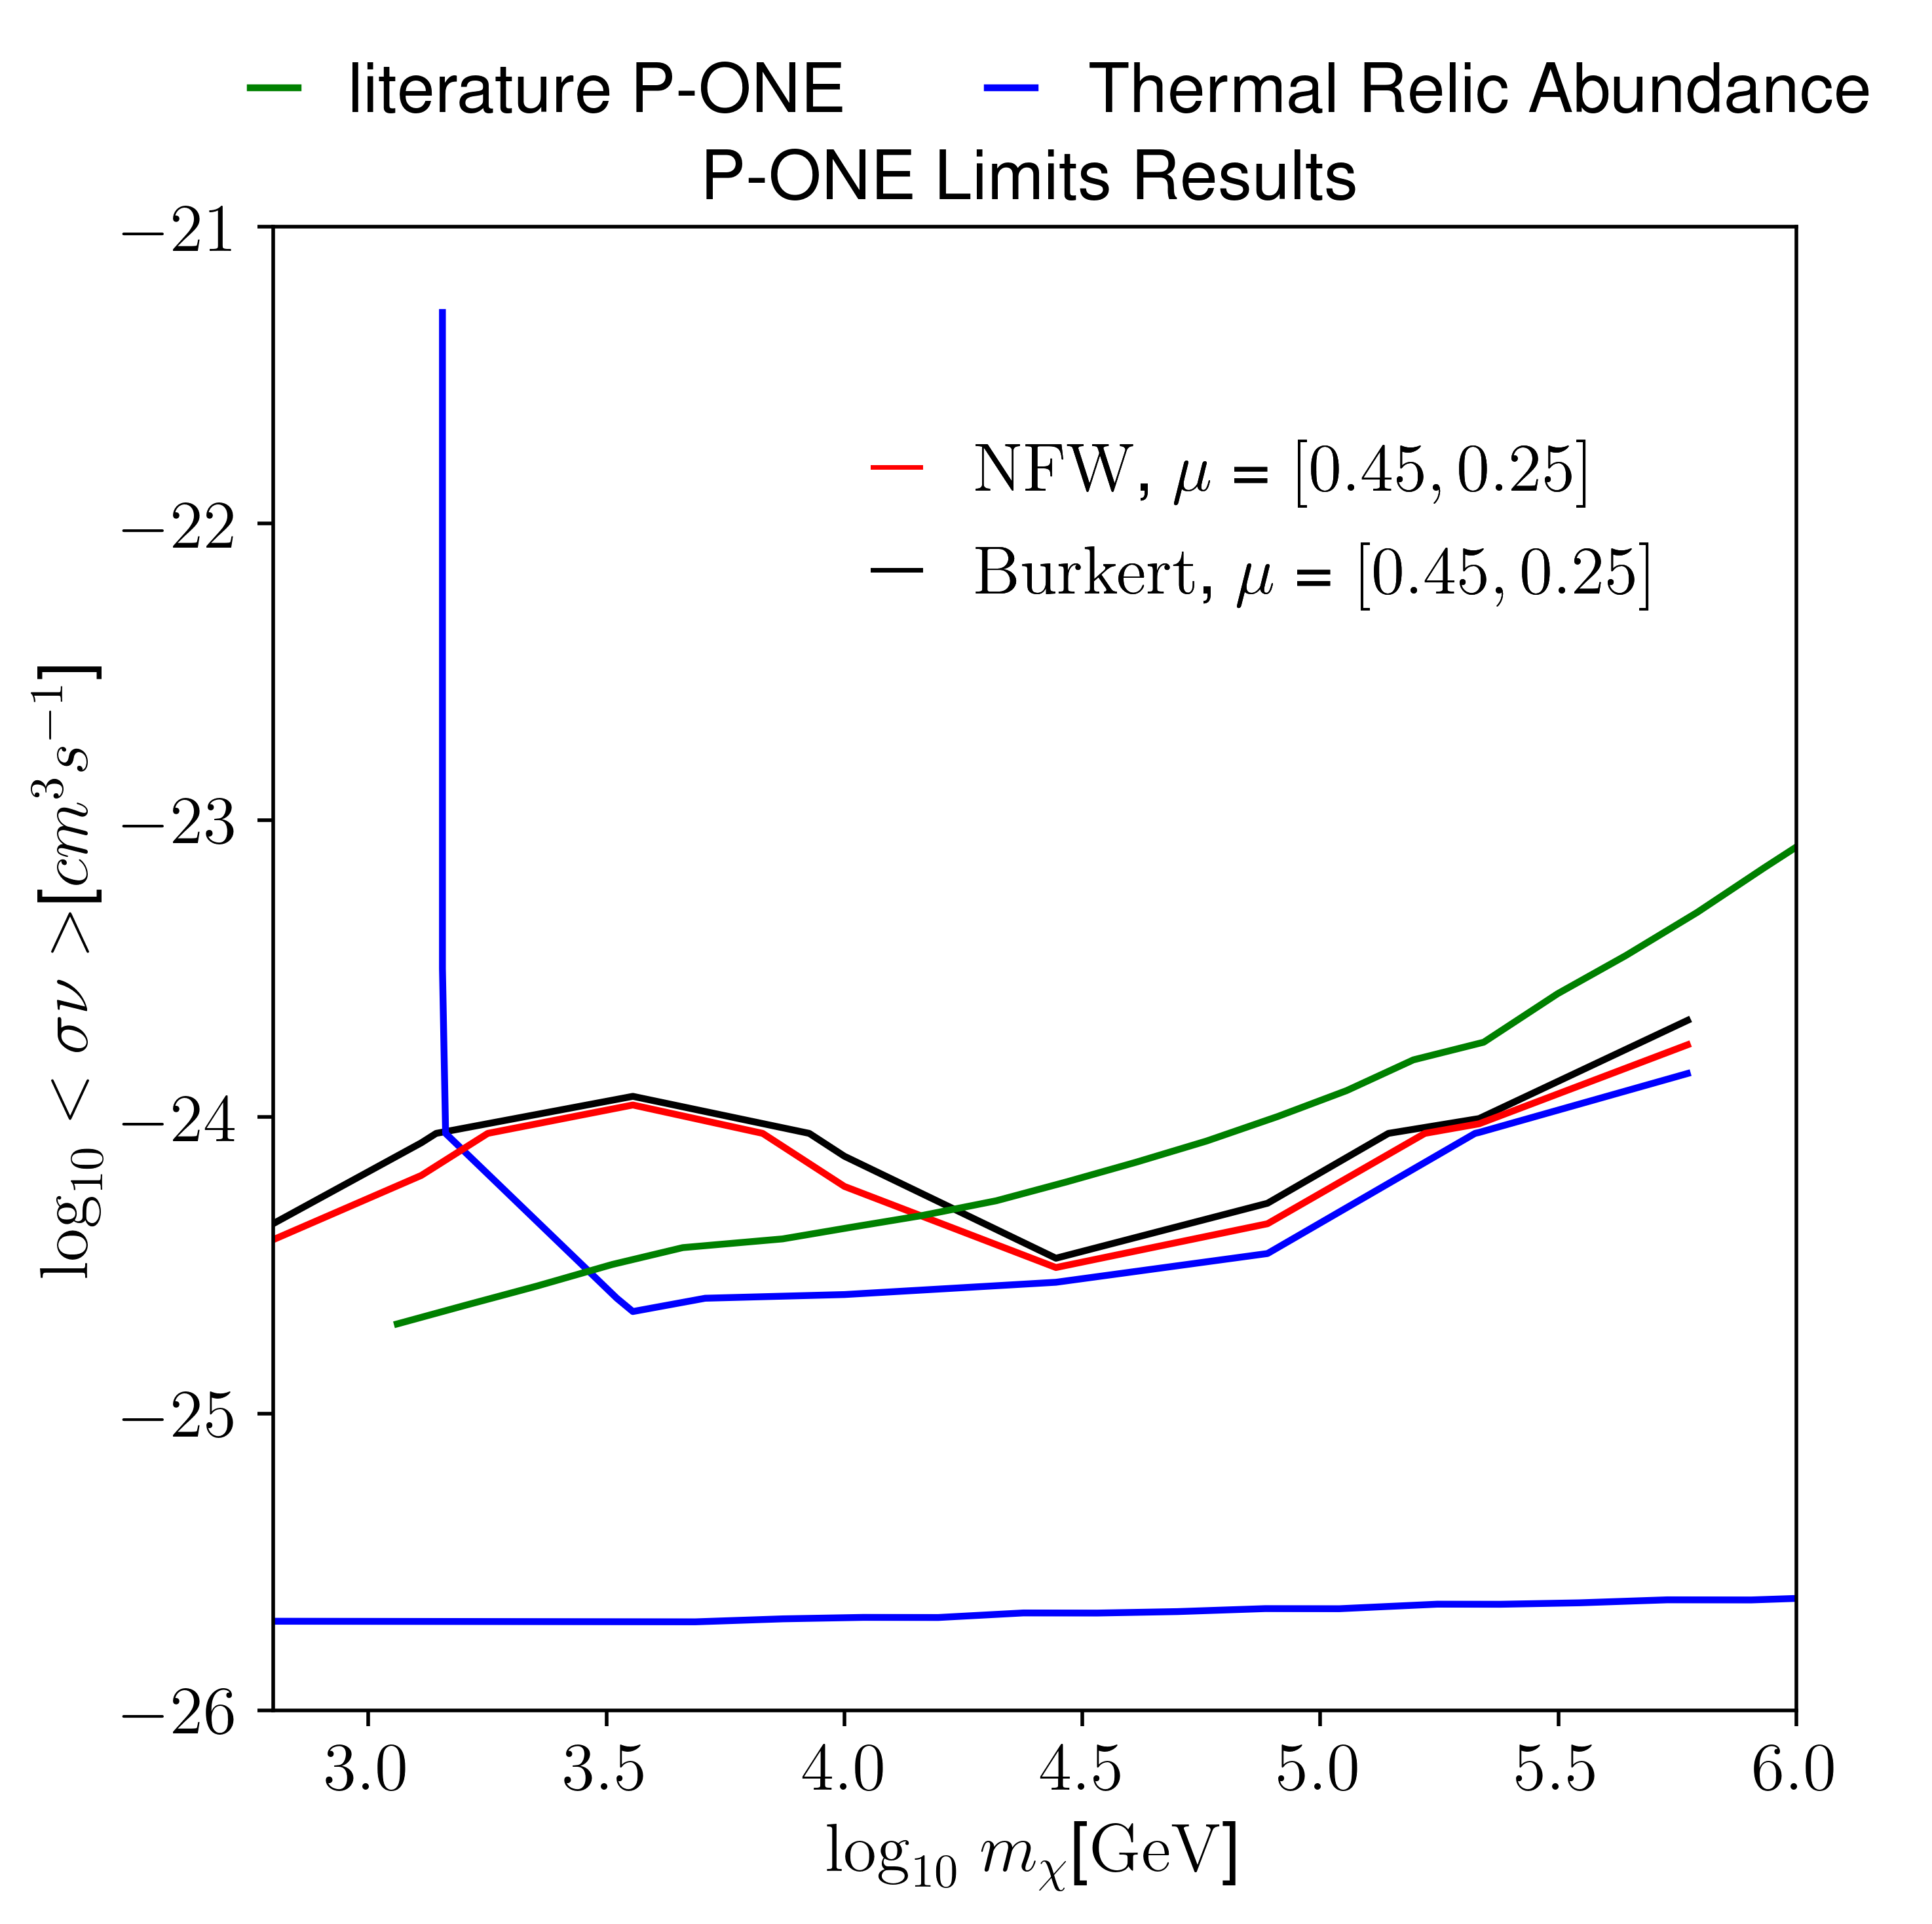 literature P-ONE Thermal Relic Abundance
P-ONE Limits Results
−21
−22
−23
−24
−25
−26
log₁₀ < σν >[cm³s⁻¹]
NFW, μ = [0.45, 0.25]
Burkert, μ = [0.45, 0.25]
3.0 3.5 4.0 4.5 5.0 5.5 6.0
log₁₀ mᵪ[GeV]